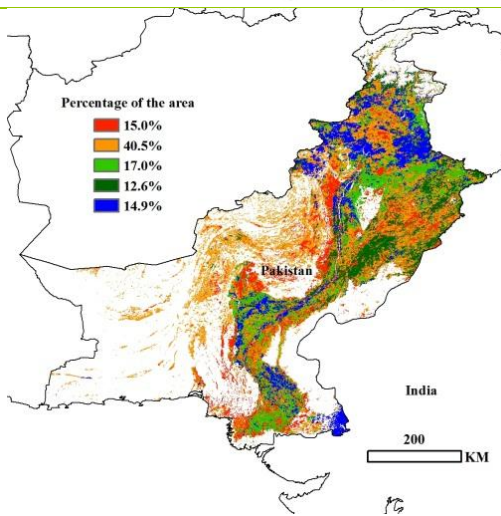 Percentage of the area
15.0%
40.5%
17.0%
12.6%
14.9%
Pakistan
India
200
KM